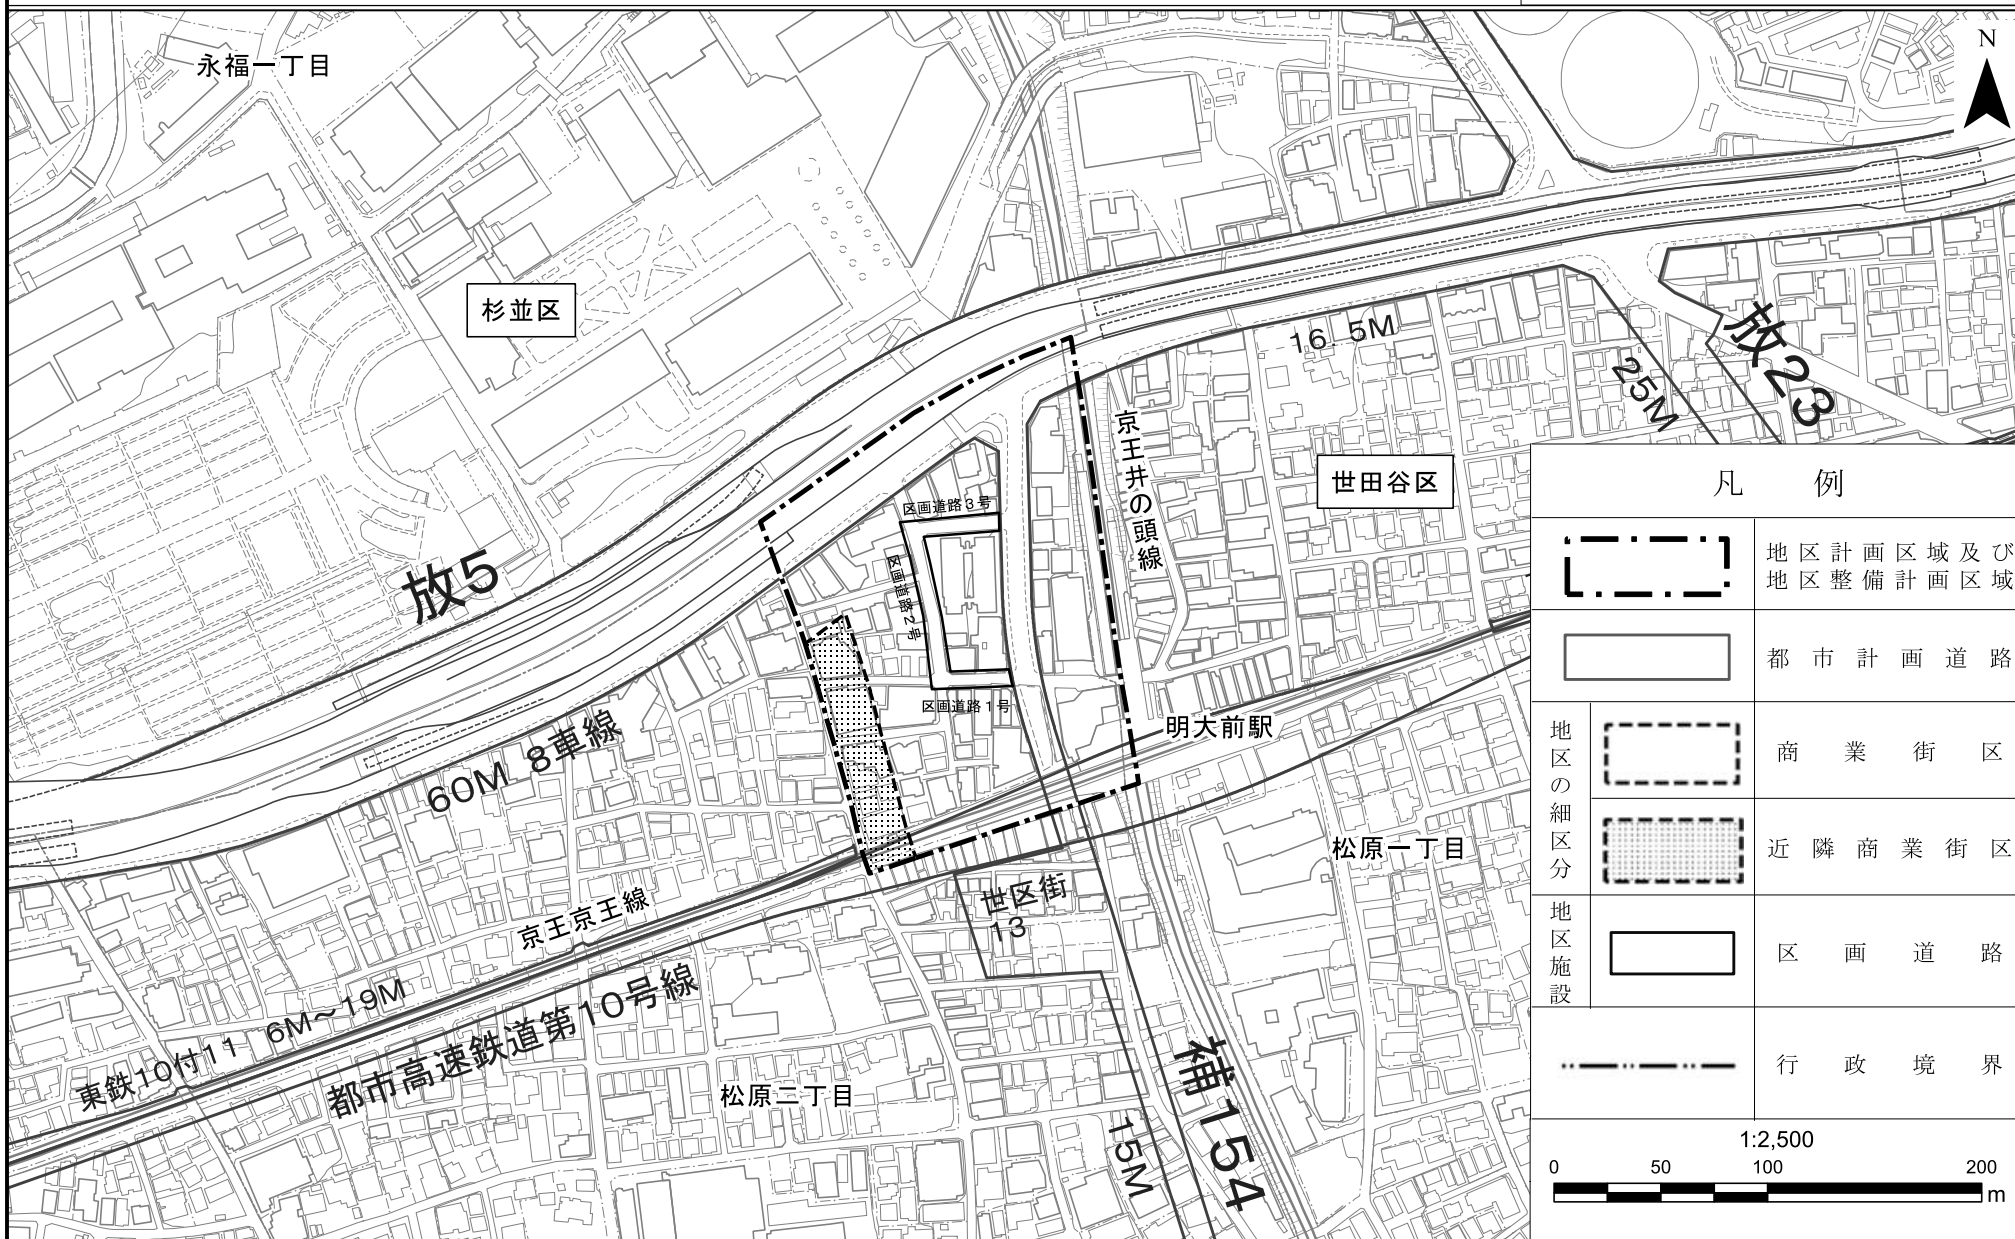 永福一丁目
N
杉並区
16.5M
放23
25M
京王井の頭線
世田谷区
区画道路3号
区画道路2号
区画道路1号
放5
60M 8車線
明大前駅
松原一丁目
世区街
13
京王京王線
東鉄10付11 6M～19M
都市高速鉄道第10号線
松原二丁目
補154
15M
凡例
地区計画区域及び
地区整備計画区域
都市計画道路
地区の細区分
商業街区
近隣商業街区
地区施設
区画道路
行政境界
1:2,500
0 50 100 200
m